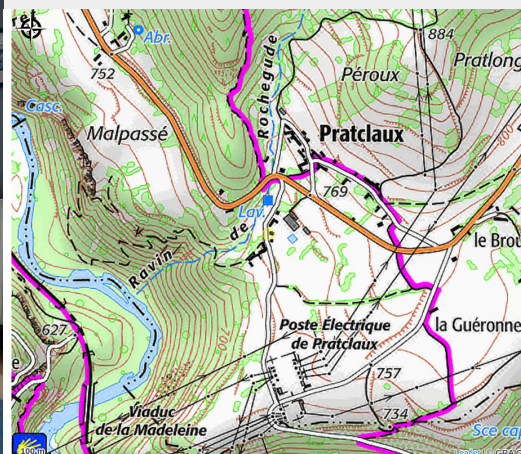 884
Abr.
Pratlong
752
Péroux
Rochegude
Casc.
Malpassé
Pratclaux
800
769
Lav.
de
le Brou
Ravin
700
627
Poste Électrique
de Pratclaux
la Guéronne
757
Viaduc
de la Madeleine
734
Sce cap
100 m